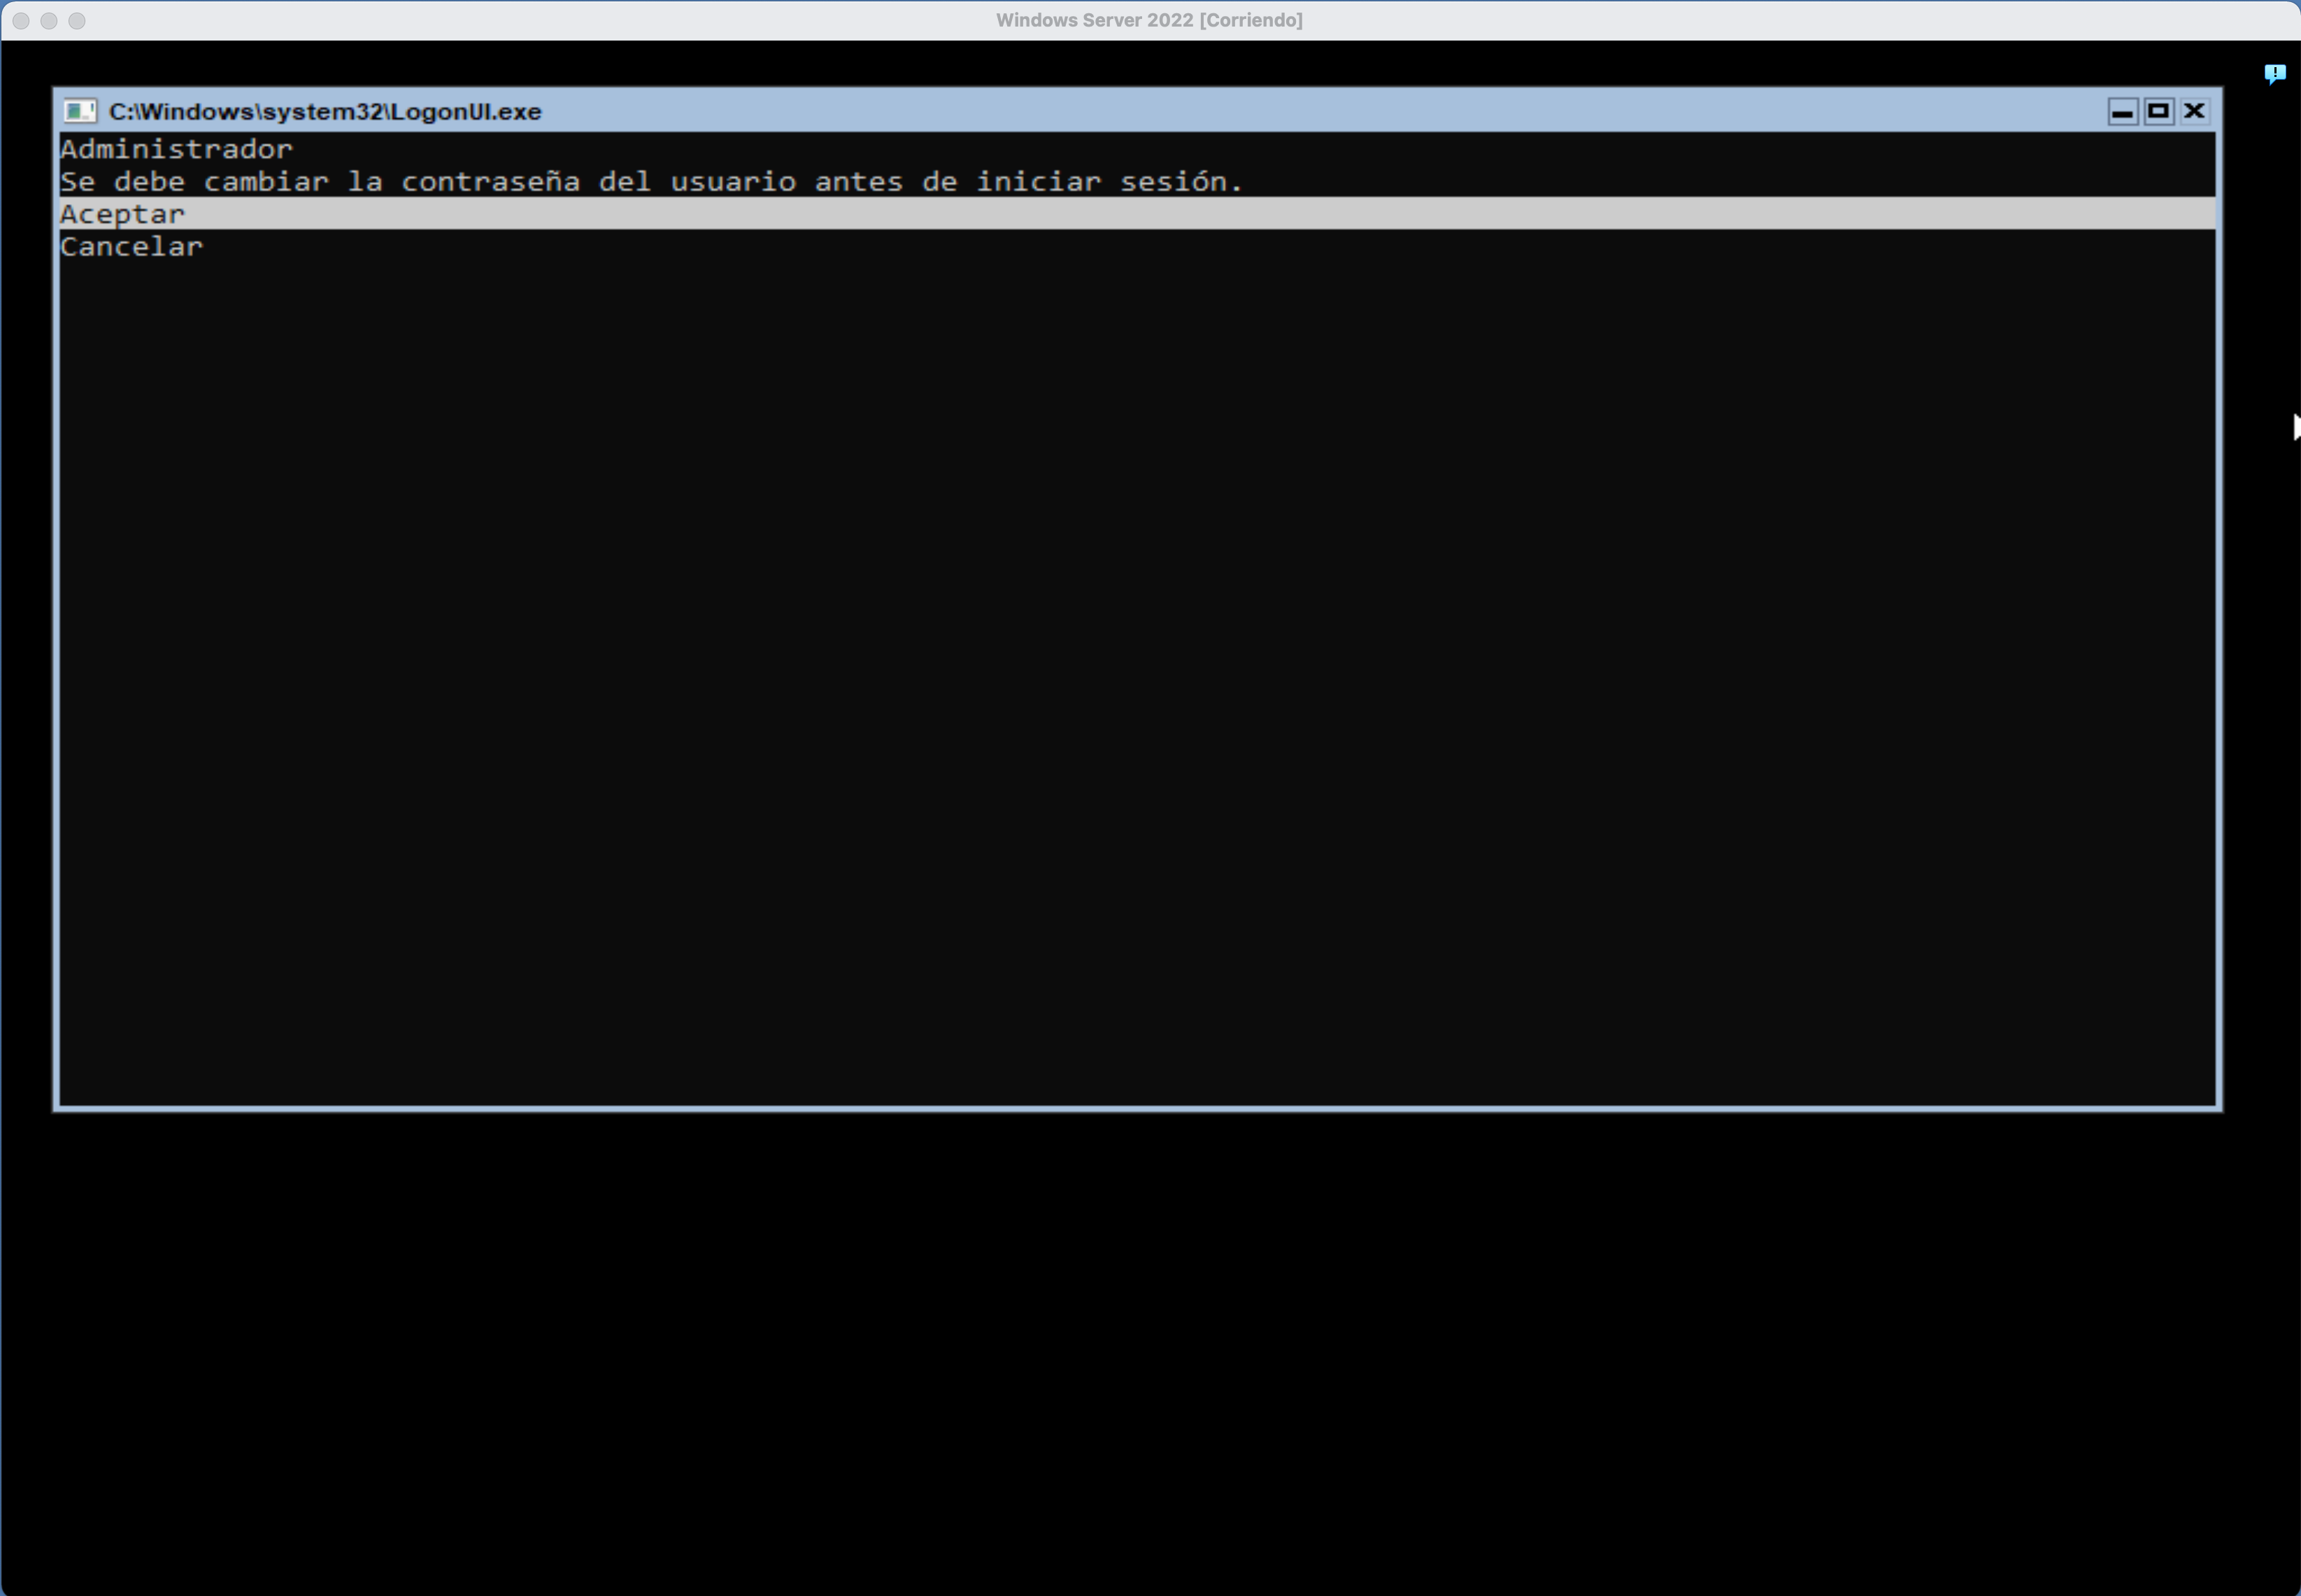 Windows Server 2022 [Corriendo]
C:\Windows\system32\LogonUI.exe
Administrador
Se debe cambiar la contraseña del usuario antes de iniciar sesión.
Aceptar
Cancelar